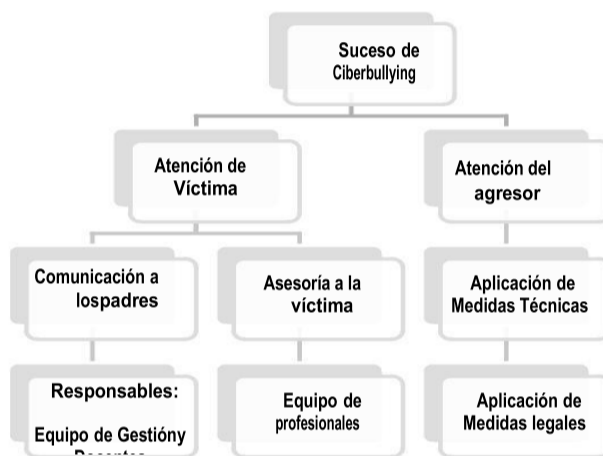 Suceso de
Ciberbullying
Atención de
Víctima
Atención del
agresor
Comunicación a
lospadres
Asesoría a la
víctima
Aplicación de
Medidas Técnicas
Responsables:
Equipo de Gestióny
Equipo de
profesionales
Aplicación de
Medidas legales